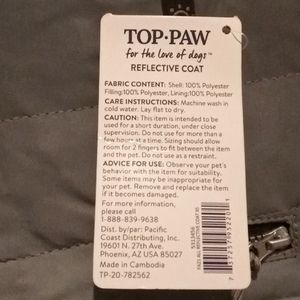 TOP·PAW
for the love of dogs™
REFLECTIVE COAT
FABRIC CONTENT: Shell: 100% Polyester
Filling:100% Polyester, Lining:100% Polyester
CARE INSTRUCTIONS: Machine wash in
cold water. Lay flat to dry.
CAUTION: This item is intended to be
used for a short duration, under close
supervision. Do not use for more than a
few hours at a time. Sizing should allow
room for 2 fingers to fit between the item
and the pet. Do not use as a restraint.
ADVICE FOR USE: Observe your pet's
behavior with the item for suitability.
Some items may be inappropriate for
your pet. Remove and replace the item
if it becomes damaged.
For more information,
please call
1-888-839-9638
Dist. by/par: Pacific
Coast Distributing, Inc.
19601 N. 27th Ave.
Phoenix, AZ USA 85027
Made in Cambodia
TP-20-782562
5313456